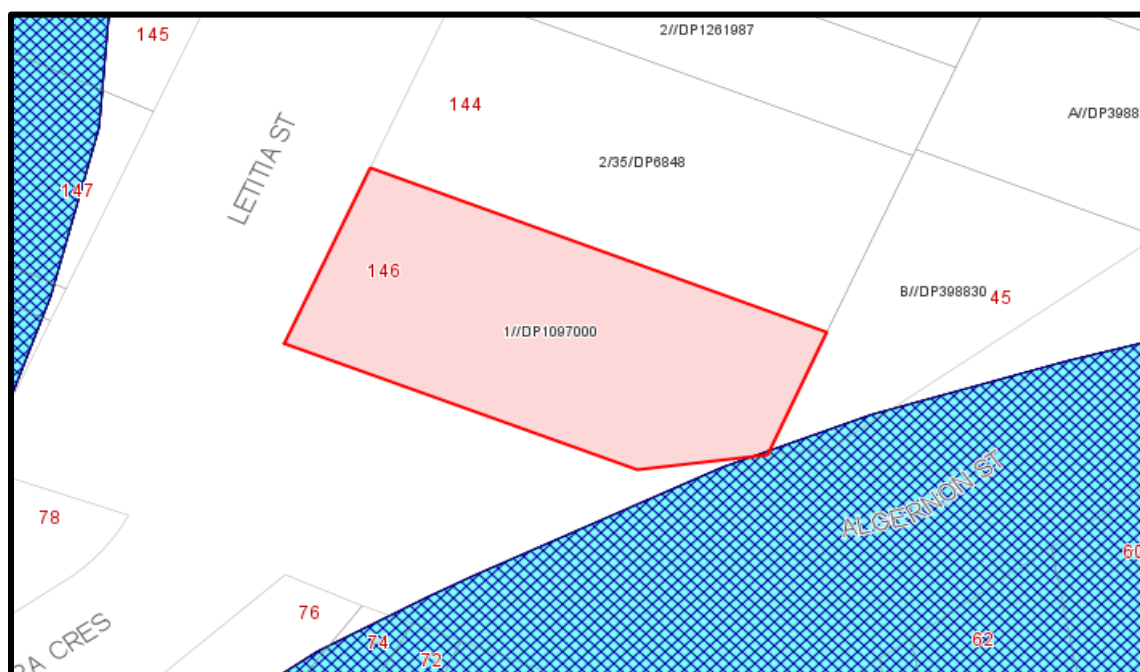 2//DP1261987
145
144
A//DP3988
LETITIA ST
2/35/DP6848
147
146
B//DP398830
45
1//DP1097000
ALGERNON ST
78
60
76
74
62
72
RA CRES